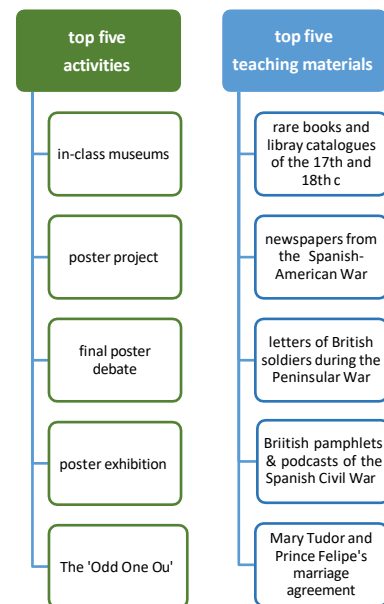 top five
activities
in-class museums
poster project
final poster
debate
poster exhibition
The 'Odd One Ou'
top five
teaching materials
rare books and
libray catalogues
of the 17th and
18th c
newspapers from
the Spanish-
American War
letters of British
soldiers during the
Peninsular War
Briitish pamphlets
& podcasts of the
Spanish Civil War
Mary Tudor and
Prince Felipe's
marriage
agreement